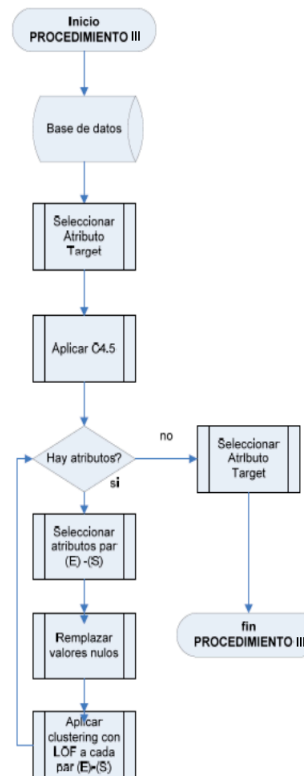 Inicio
PROCEDIMIENTO III
Base de datos
Seleccionar
Atributo
Target
Aplicar C4.5
Hay atributos?
no
si
Seleccionar
Atributo
Target
Seleccionar
atributos par
(E) -(S)
fin
PROCEDIMIENTO III
Remplazar
valores nulos
Aplicar
clustering con
LOF a cada
par (E)-(S)